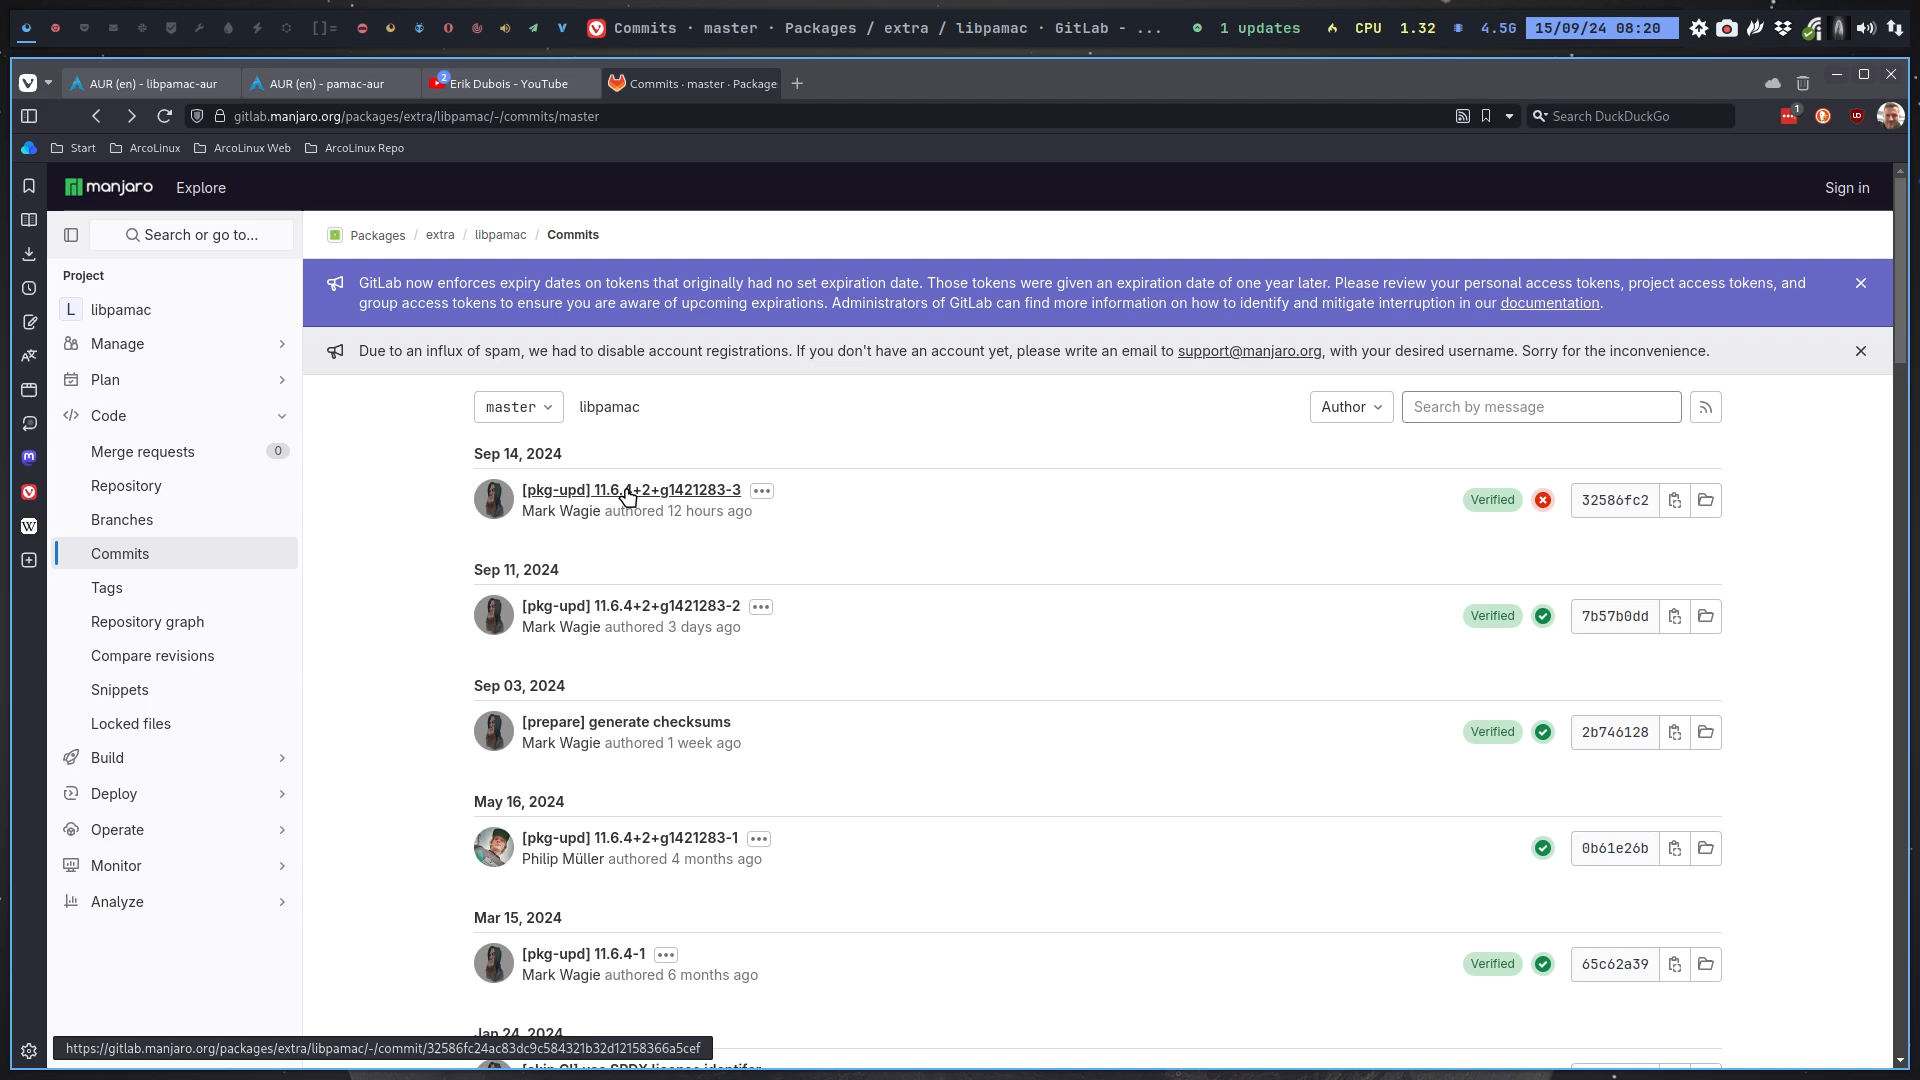 []=
Commits · master · Packages / extra / libpamac · GitLab - ...
1 updates
CPU 1.32
4.5G
15/09/24 08:20
AUR (en) - libpamac-aur
AUR (en) - pamac-aur
2
Erik Dubois - YouTube
Commits · master · Package
gitlab.manjaro.org/packages/extra/libpamac/-/commits/master
Search DuckDuckGo
1
Start
ArcoLinux
ArcoLinux Web
ArcoLinux Repo
manjaro
Explore
Sign in
Search or go to...
Packages / extra / libpamac / Commits
Project
L libpamac
Manage
Plan
Code
Merge requests 0
Repository
Branches
Commits
Tags
Repository graph
Compare revisions
Snippets
Locked files
Build
Deploy
Operate
Monitor
Analyze
GitLab now enforces expiry dates on tokens that originally had no set expiration date. Those tokens were given an expiration date of one year later. Please review your personal access tokens, project access tokens, and
group access tokens to ensure you are aware of upcoming expirations. Administrators of GitLab can find more information on how to identify and mitigate interruption in our documentation.
Due to an influx of spam, we had to disable account registrations. If you don't have an account yet, please write an email to support@manjaro.org, with your desired username. Sorry for the inconvenience.
master
libpamac
Author
Search by message
Sep 14, 2024
[pkg-upd] 11.6.4+2+g1421283-3
Mark Wagie authored 12 hours ago
Verified
32586fc2
Sep 11, 2024
[pkg-upd] 11.6.4+2+g1421283-2
Mark Wagie authored 3 days ago
Verified
7b57b0dd
Sep 03, 2024
[prepare] generate checksums
Mark Wagie authored 1 week ago
Verified
2b746128
May 16, 2024
[pkg-upd] 11.6.4+2+g1421283-1
Philip Müller authored 4 months ago
0b61e26b
Mar 15, 2024
[pkg-upd] 11.6.4-1
Mark Wagie authored 6 months ago
Verified
65c62a39
Jan 24, 2024
[skip CI] use SPDX license identifer
https://gitlab.manjaro.org/packages/extra/libpamac/-/commit/32586fc24ac83dc9c584321b32d12158366a5cef